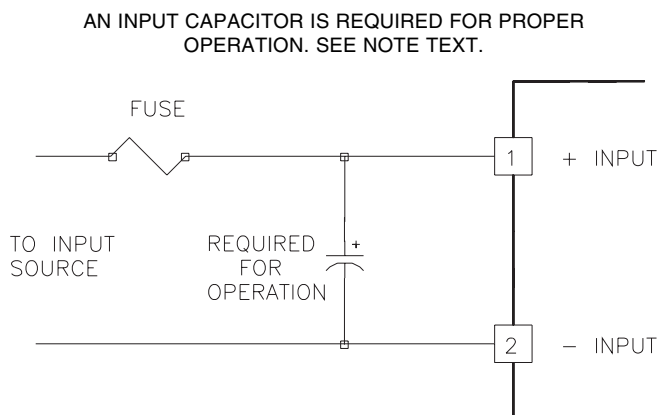 AN INPUT CAPACITOR IS REQUIRED FOR PROPER
OPERATION. SEE NOTE TEXT.
FUSE
1
+ INPUT
TO INPUT
SOURCE
REQUIRED
FOR
OPERATION
+
2
− INPUT